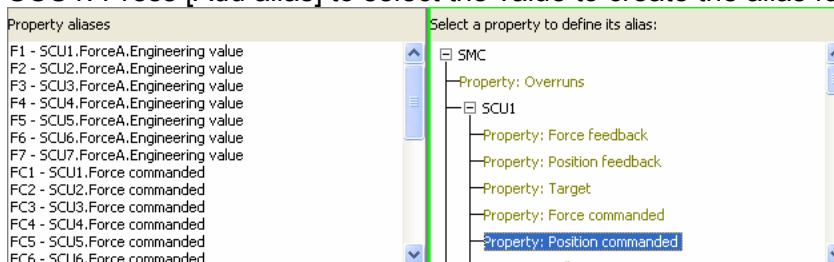 Property aliases
F1 - SCU1.ForceA.Engineering value
F2 - SCU2.ForceA.Engineering value
F3 - SCU3.ForceA.Engineering value
F4 - SCU4.ForceA.Engineering value
F5 - SCU5.ForceA.Engineering value
F6 - SCU6.ForceA.Engineering value
F7 - SCU7.ForceA.Engineering value
FC1 - SCU1.Force commanded
FC2 - SCU2.Force commanded
FC3 - SCU3.Force commanded
FC4 - SCU4.Force commanded
FC5 - SCU5.Force commanded
FC6 - SCU6.Force commanded
Select a property to define its alias:
SMC
Property: Overruns
SCU1
Property: Force feedback
Property: Position feedback
Property: Target
Property: Force commanded
Property: Position commanded